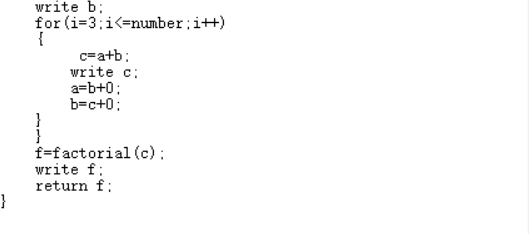 write b;
for(i=3;i<=number;i++)
{
c=a+b;
write c;
a=b+0;
b=c+0;
}
}
f=factorial(c);
write f;
return f;
}